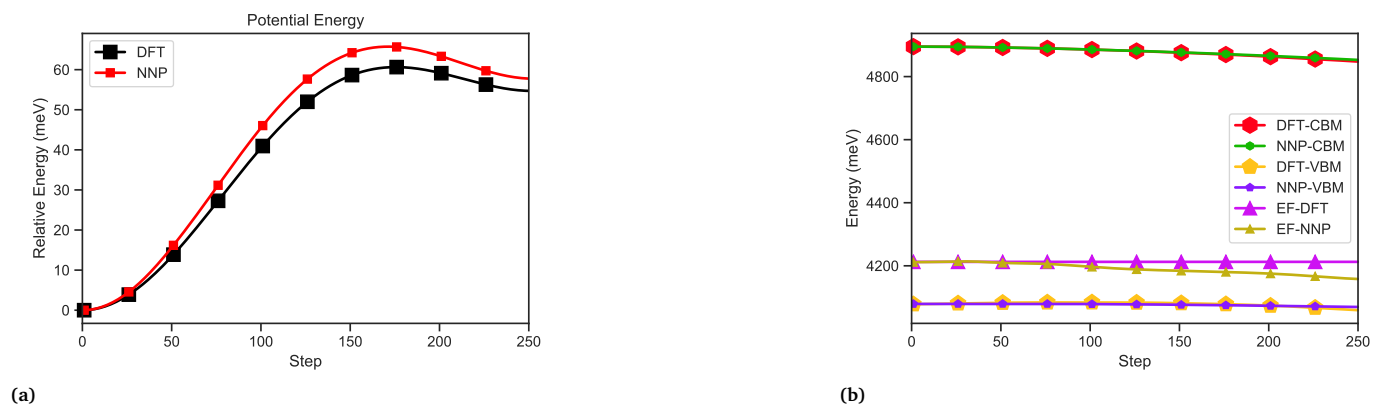 Potential Energy
Relative Energy (meV)
60
50
40
30
20
10
0
DFT
NNP
0 50 100 150 200 250
Step
(a)
Energy (meV)
4800
4600
4400
4200
DFT-CBM
NNP-CBM
DFT-VBM
NNP-VBM
EF-DFT
EF-NNP
0 50 100 150 200 250
Step
(b)